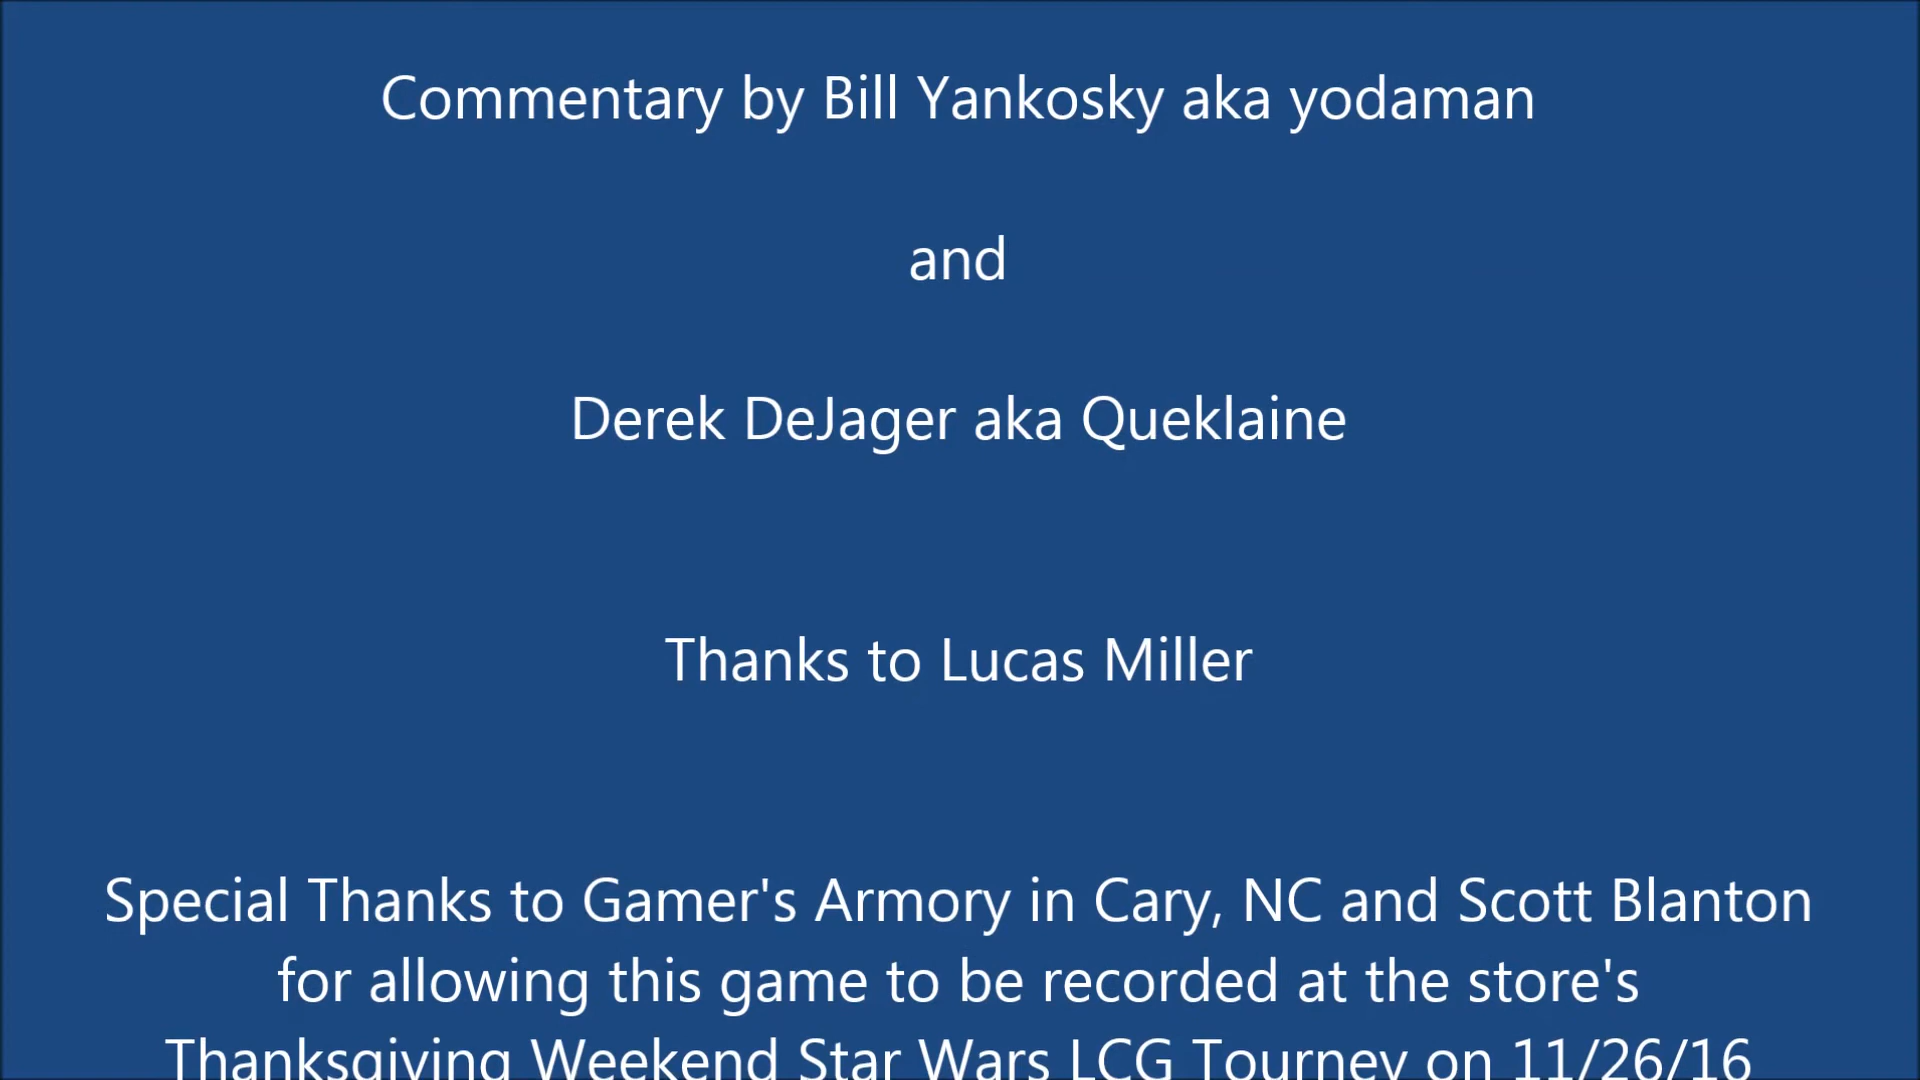 Commentary by Bill Yankosky aka yodaman
and
Derek DeJager aka Queklaine
Thanks to Lucas Miller
Special Thanks to Gamer's Armory in Cary, NC and Scott Blanton
for allowing this game to be recorded at the store's
Thanksgiving Weekend Star Wars LCG Tourney on 11/26/16